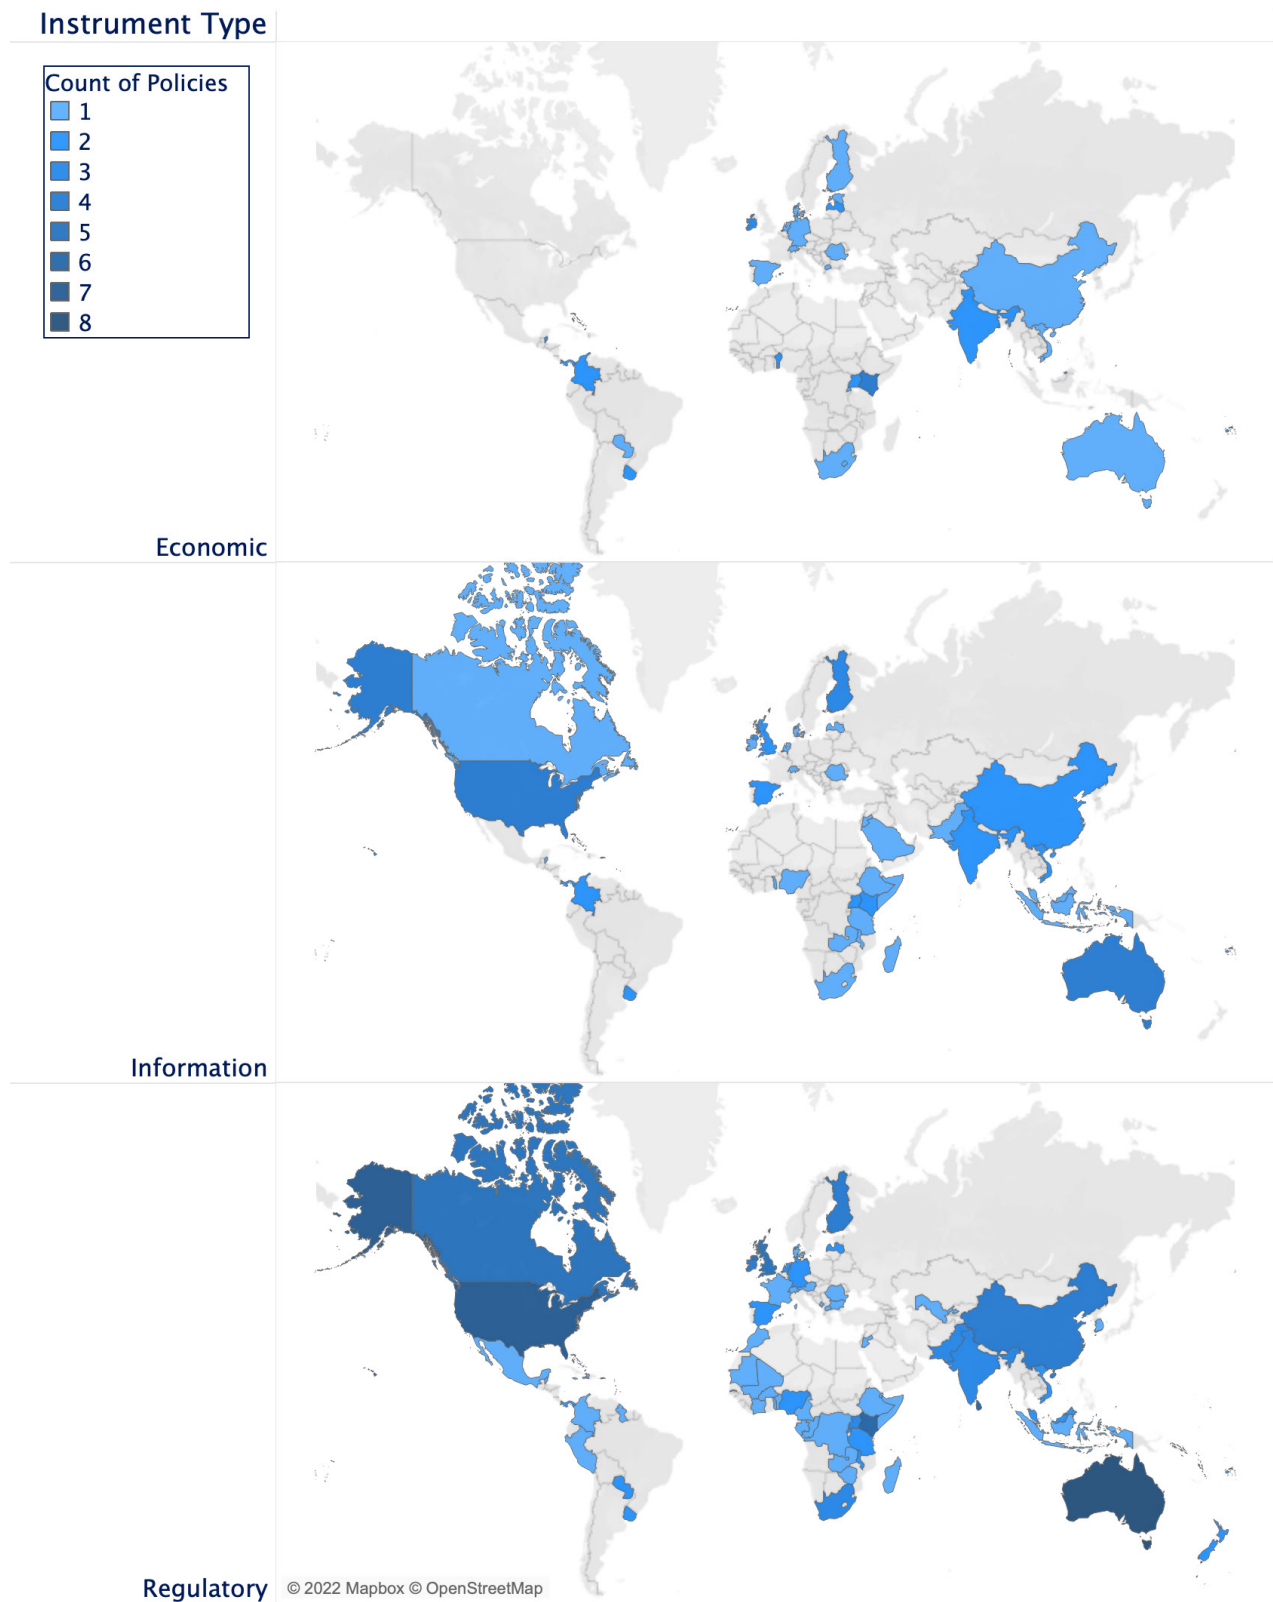 Instrument Type
Count of Policies
1
2
3
4
5
6
7
8
Economic
Information
Regulatory
© 2022 Mapbox © OpenStreetMap